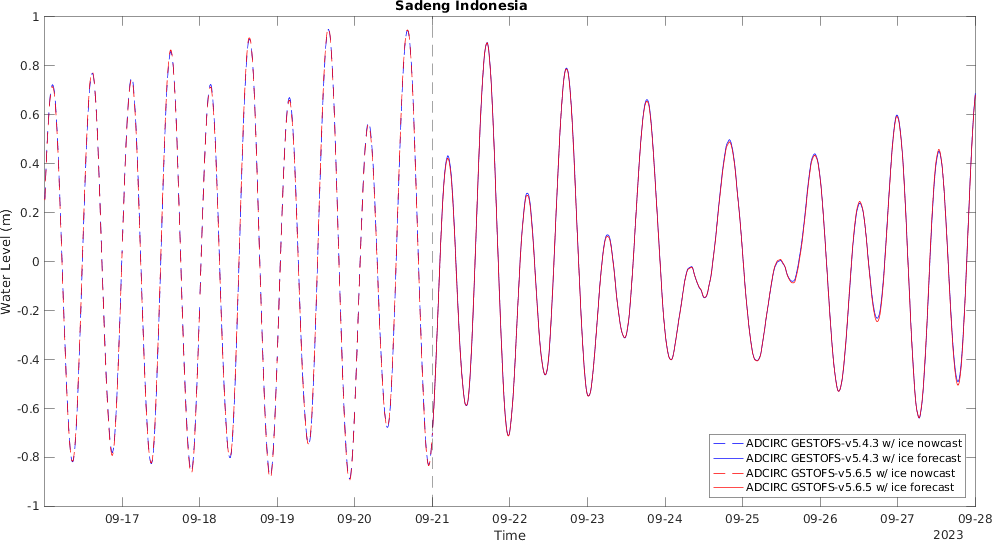 Sadeng Indonesia
1
0.8
0.6
0.4
0.2
0
-0.2
-0.4
-0.6
-0.8
-1
Water Level (m)
ADCIRC GESTOFS-v5.4.3 w/ ice nowcast
ADCIRC GESTOFS-v5.4.3 w/ ice forecast
ADCIRC GSTOFS-v5.6.5 w/ ice nowcast
ADCIRC GSTOFS-v5.6.5 w/ ice forecast
09-17 09-18 09-19 09-20 09-21 09-22 09-23 09-24 09-25 09-26 09-27 09-28
Time
2023